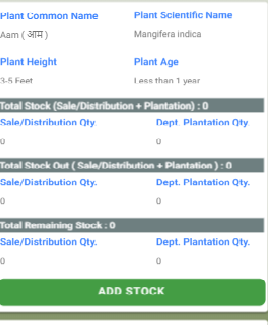 Plant Common Name Plant Scientific Name
Aam ( आम ) Mangifera indica
Plant Height Plant Age
3-5 Feet Less than 1 year
Total Stock (Sale/Distribution + Plantation) : 0
Sale/Distribution Qty. Dept. Plantation Qty.
0 0
Total Stock Out ( Sale/Distribution + Plantation ) : 0
Sale/Distribution Qty. Dept. Plantation Qty.
0 0
Total Remaining Stock : 0
Sale/Distribution Qty. Dept. Plantation Qty.
0 0
ADD STOCK